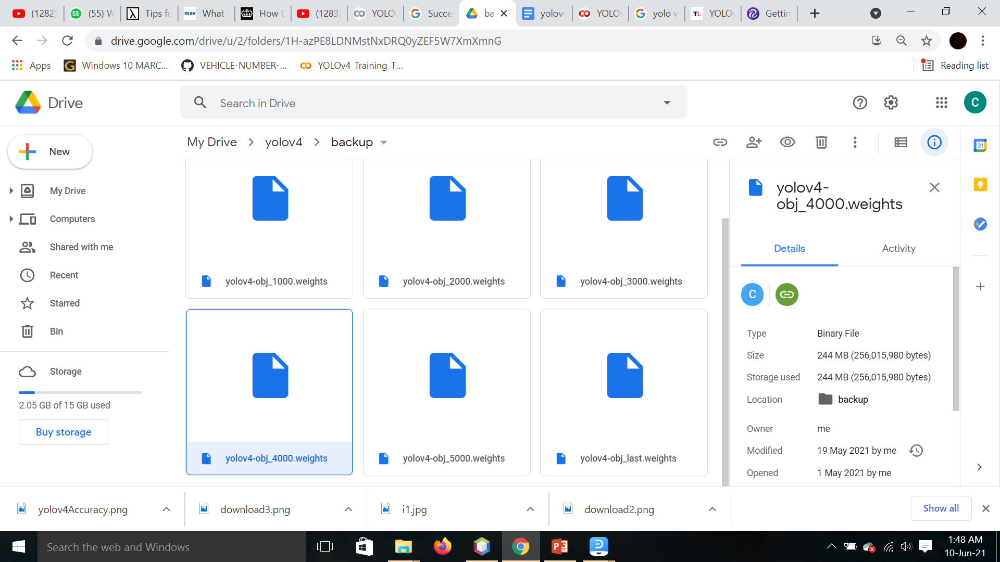 (1282)
(55) W
Tips fo
What i
How D
(1283)
YOLOv
Succe
ba
yolov4
YOLOv
yolo v
YOLOv
Gettin
drive.google.com/drive/u/2/folders/1H-azPE8LDNMstNxDRQ0yZEF5W7XmXmnG
Apps
Windows 10 MARC...
VEHICLE-NUMBER-...
YOLOv4_Training_T...
Reading list
Drive
Search in Drive
C
My Drive > yolov4 > backup
New
My Drive
Computers
Shared with me
Recent
Starred
Bin
Storage
2.05 GB of 15 GB used
Buy storage
yolov4-obj_1000.weights
yolov4-obj_2000.weights
yolov4-obj_3000.weights
yolov4-obj_4000.weights
yolov4-obj_5000.weights
yolov4-obj_last.weights
yolov4-
obj_4000.weights
Details
Activity
C
Type Binary File
Size 244 MB (256,015,980 bytes)
Storage used 244 MB (256,015,980 bytes)
Location backup
Owner me
Modified 19 May 2021 by me
Opened 1 May 2021 by me
31
yolov4Accuracy.png
download3.png
i1.jpg
download2.png
Show all
Search the web and Windows
1:48 AM
10-Jun-21